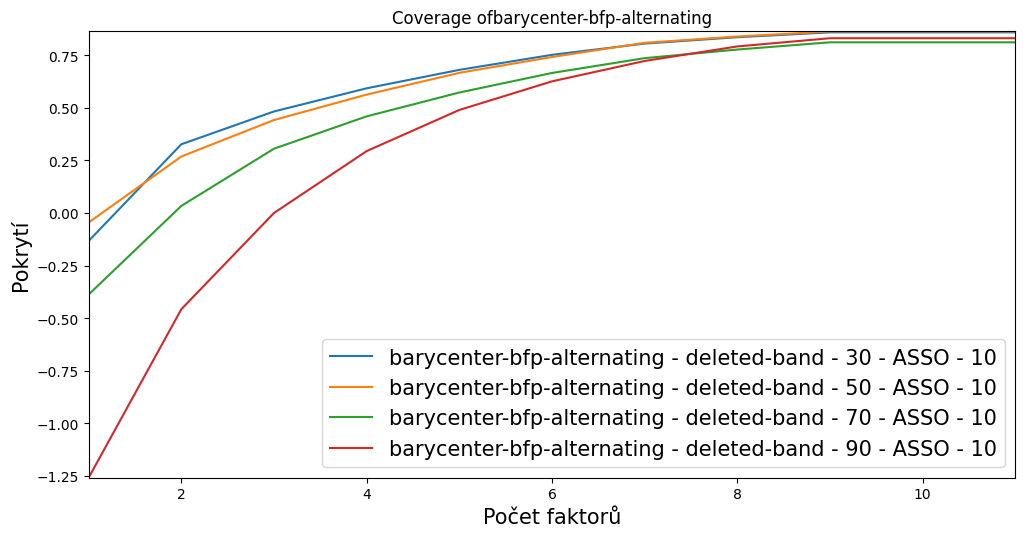 Coverage ofbarycenter-bfp-alternating
0.75
0.50
0.25
0.00
−0.25
−0.50
−0.75
−1.00
−1.25
Pokrytí
barycenter-bfp-alternating - deleted-band - 30 - ASSO - 10
barycenter-bfp-alternating - deleted-band - 50 - ASSO - 10
barycenter-bfp-alternating - deleted-band - 70 - ASSO - 10
barycenter-bfp-alternating - deleted-band - 90 - ASSO - 10
2 4 6 8 10
Počet faktorů